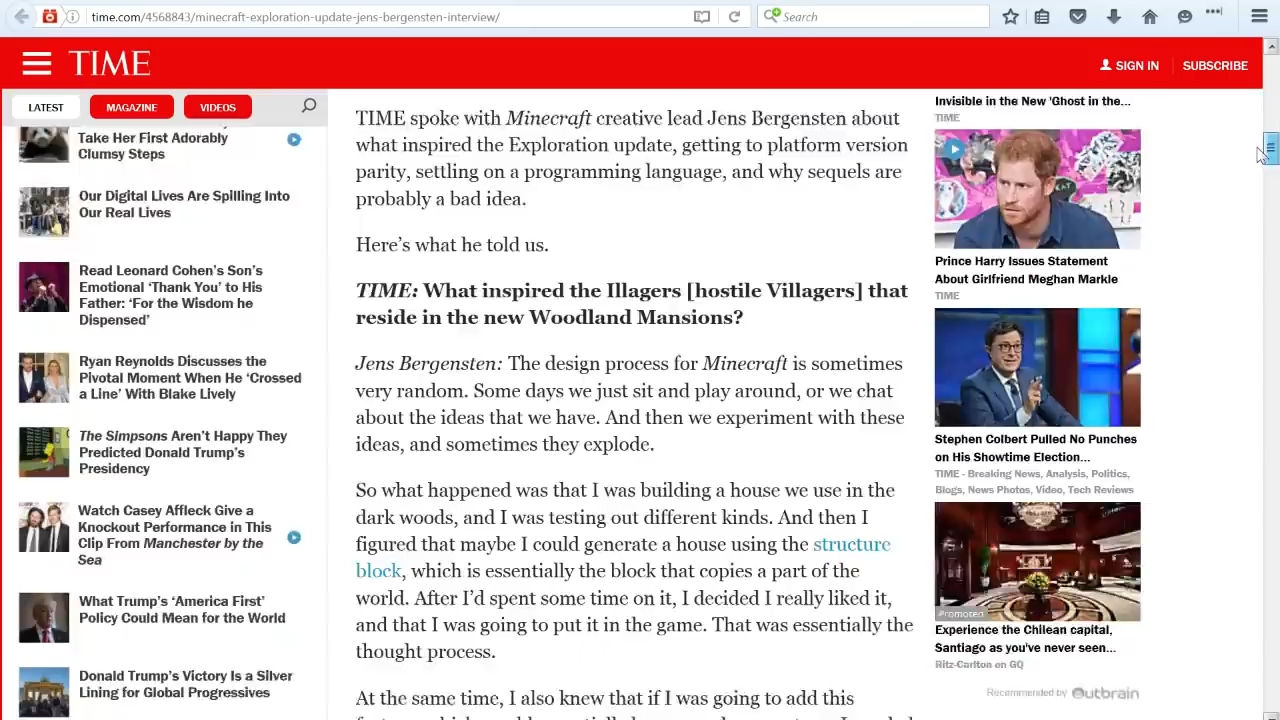 time.com/4568843/minecraft-exploration-update-jens-bergensten-interview/
Search
TIME
SIGN IN
SUBSCRIBE
LATEST
MAGAZINE
VIDEOS
Take Her First Adorably
Clumsy Steps
Our Digital Lives Are Spilling Into
Our Real Lives
Read Leonard Cohen's Son's
Emotional ‘Thank You’ to His
Father: ‘For the Wisdom he
Dispensed’
Ryan Reynolds Discusses the
Pivotal Moment When He ‘Crossed
a Line’ With Blake Lively
The Simpsons Aren’t Happy They
Predicted Donald Trump’s
Presidency
Watch Casey Affleck Give a
Knockout Performance in This
Clip From Manchester by the
Sea
What Trump’s ‘America First’
Policy Could Mean for the World
Donald Trump’s Victory Is a Silver
Lining for Global Progressives
TIME spoke with Minecraft creative lead Jens Bergensten about
what inspired the Exploration update, getting to platform version
parity, settling on a programming language, and why sequels are
probably a bad idea.
Here’s what he told us.
TIME: What inspired the Illagers [hostile Villagers] that
reside in the new Woodland Mansions?
Jens Bergensten: The design process for Minecraft is sometimes
very random. Some days we just sit and play around, or we chat
about the ideas that we have. And then we experiment with these
ideas, and sometimes they explode.
So what happened was that I was building a house we use in the
dark woods, and I was testing out different kinds. And then I
figured that maybe I could generate a house using the structure
block, which is essentially the block that copies a part of the
world. After I’d spent some time on it, I decided I really liked it,
and that I was going to put it in the game. That was essentially the
thought process.
At the same time, I also knew that if I was going to add this
Invisible in the New 'Ghost in the...
TIME
Prince Harry Issues Statement
About Girlfriend Meghan Markle
TIME
Stephen Colbert Pulled No Punches
on His Showtime Election...
TIME - Breaking News, Analysis, Politics,
Blogs, News Photos, Video, Tech Reviews
Promoted
Experience the Chilean capital,
Santiago as you've never seen...
Ritz-Carlton on GQ
Recommended by Outbrain